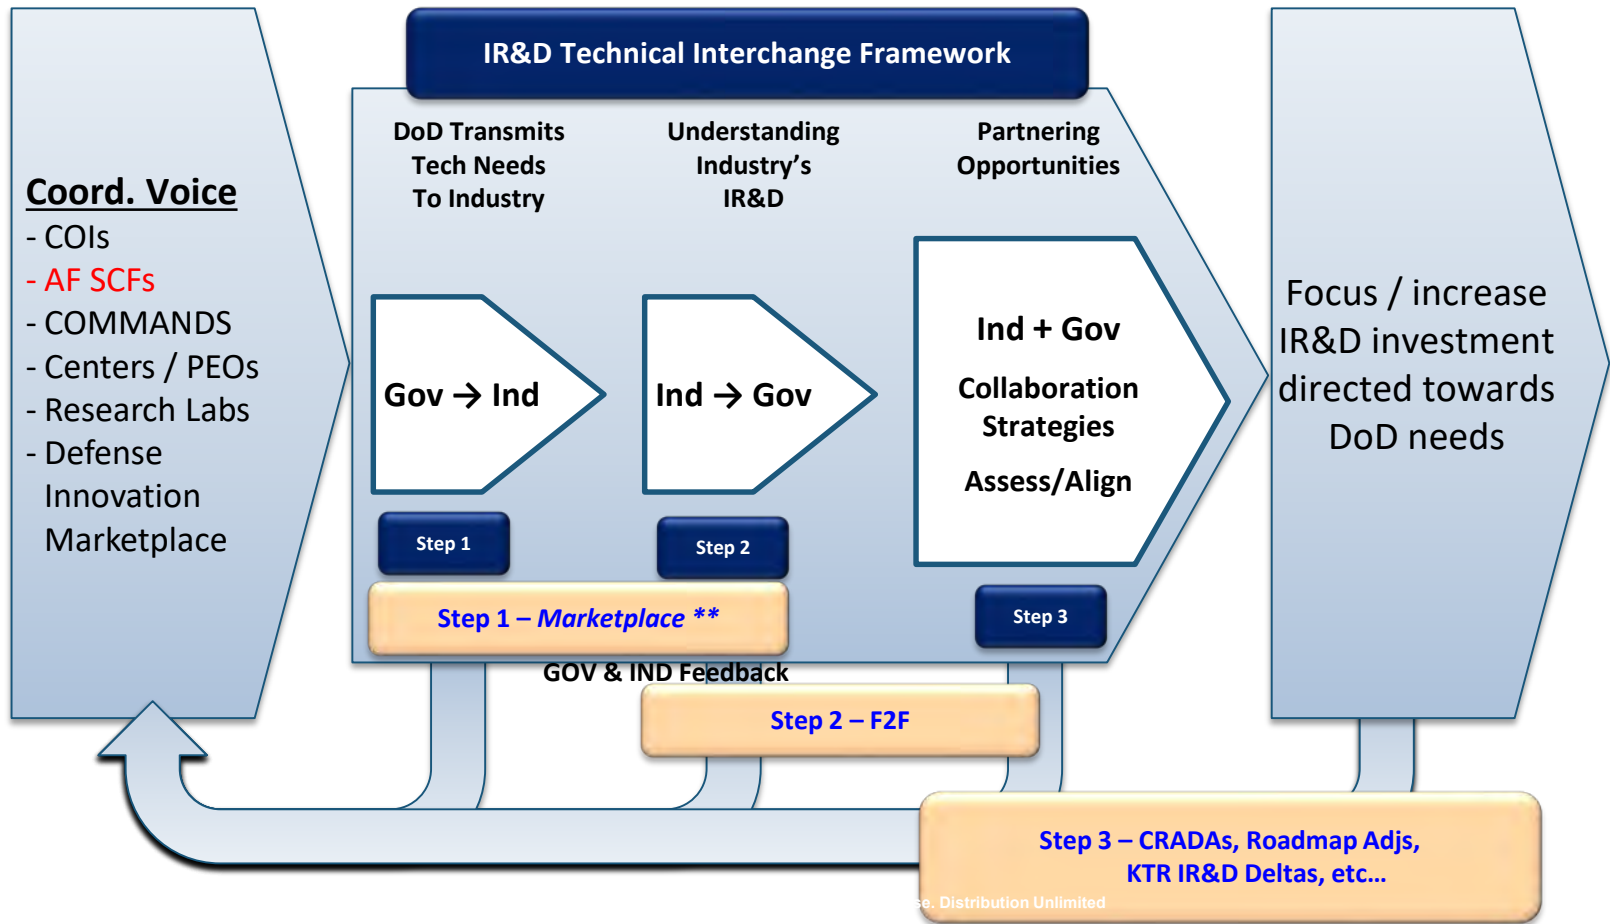 IR&D Technical Interchange Framework
Coord. Voice
- COIs
- AF SCFs
- COMMANDS
- Centers / PEOs
- Research Labs
- Defense
Innovation
Marketplace
DoD Transmits
Tech Needs
To Industry
Understanding
Industry’s
IR&D
Partnering
Opportunities
Gov → Ind
Ind → Gov
Ind + Gov
Collaboration
Strategies
Assess/Align
Step 1
Step 2
Step 3
Step 1 – Marketplace **
GOV & IND Feedback
Step 2 – F2F
Step 3 – CRADAs, Roadmap Adjs,
KTR IR&D Deltas, etc…
Focus / increase
IR&D investment
directed towards
DoD needs
Distribution Unlimited